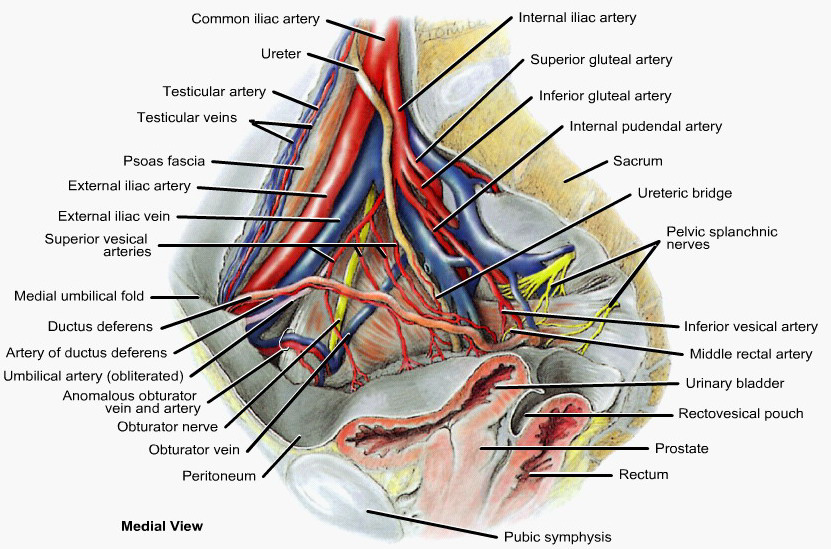 Common iliac artery
Ureter
Testicular artery
Testicular veins
Psoas fascia
External iliac artery
External iliac vein
Superior vesical
arteries
Medial umbilical fold
Ductus deferens
Artery of ductus deferens
Umbilical artery (obliterated)
Anomalous obturator
vein and artery
Obturator nerve
Obturator vein
Peritoneum
Medial View
Internal iliac artery
Superior gluteal artery
Inferior gluteal artery
Internal pudendal artery
Sacrum
Ureteric bridge
Pelvic splanchnic
nerves
Inferior vesical artery
Middle rectal artery
Urinary bladder
Rectovesical pouch
Prostate
Rectum
Pubic symphysis